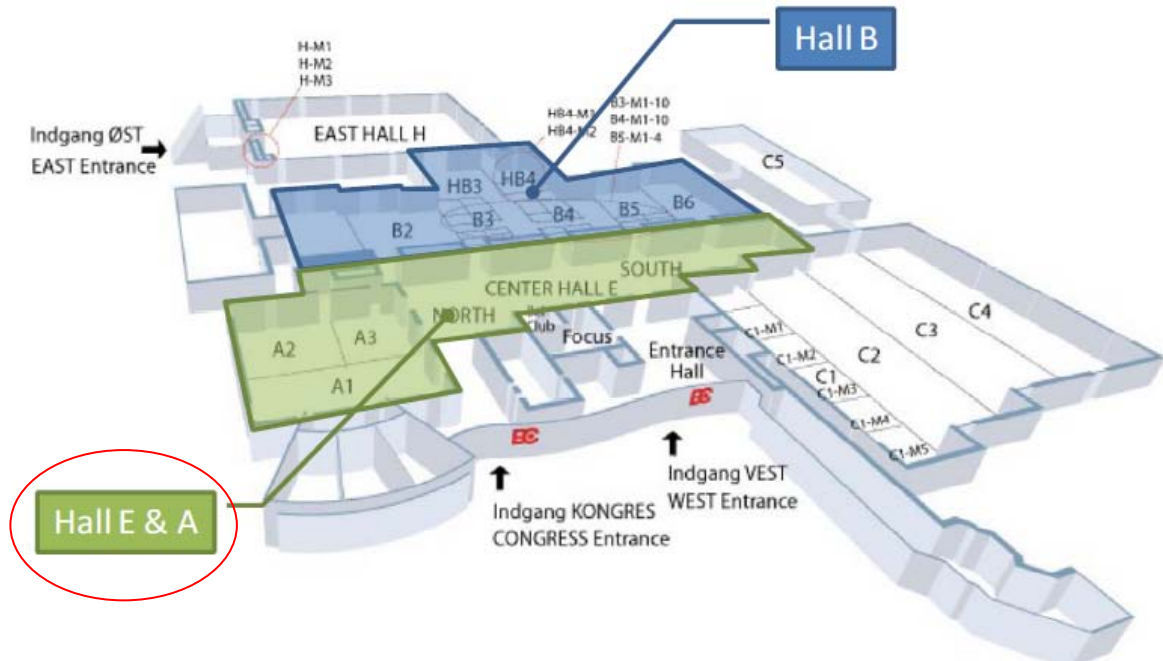 Hall B
H-M1
H-M2
H-M3
HB4-M1
HB4-M2
B3-M1-10
B4-M1-10
B5-M1-4
Indgang ØST
EAST Entrance
EAST HALL H
C5
HB3
HB4
B2
B3
B4
B5
B6
SOUTH
CENTER HALL E
NORTH
A2
A3
A1
Focus
Entrance
Hall
C1-M1
C1-M2
C1
C1-M3
C1-M4
C1-M5
C2
C3
C4
BC
BC
Indgang VEST
WEST Entrance
Indgang KONGRES
CONGRESS Entrance
Hall E & A